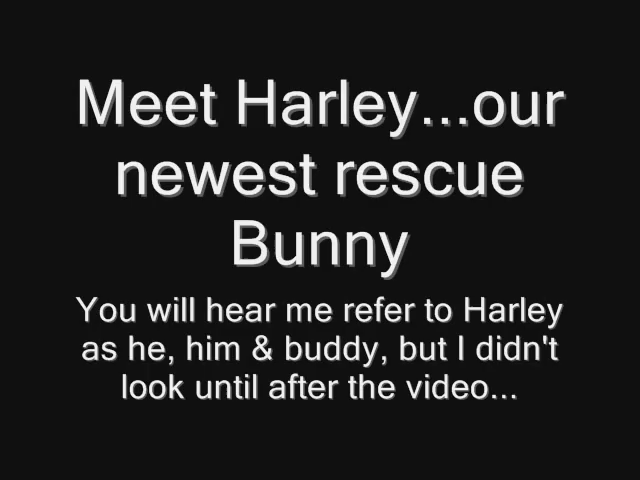 Meet Harley...our
newest rescue
Bunny
You will hear me refer to Harley
as he, him & buddy, but I didn't
look until after the video...